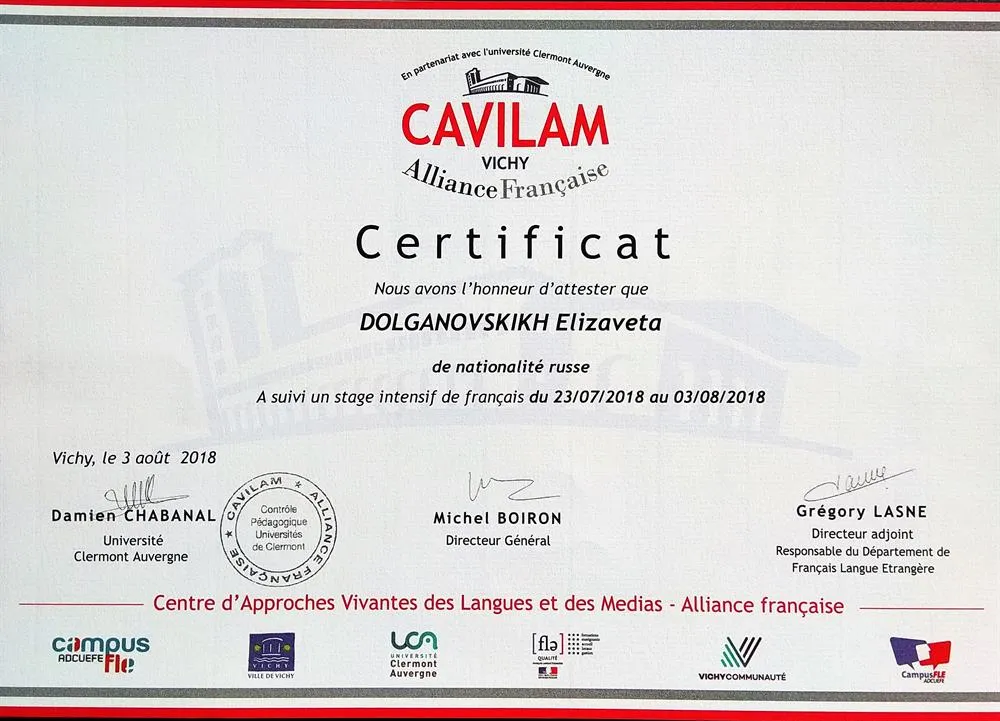 En partenariat avec l'université Clermont Auvergne
CAVILAM
VICHY
Alliance Française
Certificat
Nous avons l'honneur d'attester que
DOLGANOVSKIKH Elizaveta
de nationalité russe
A suivi un stage intensif de français du 23/07/2018 au 03/08/2018
Vichy, le 3 août 2018
Damien CHABANAL
Université
Clermont Auvergne
CAVILAM ★ ALLIANCE FRANÇAISE ★
Contrôle
Pédagogique
Universités
de Clermont
Michel BOIRON
Directeur Général
Grégory LASNE
Directeur adjoint
Responsable du Département de
Français Langue Etrangère
Centre d'Approches Vivantes des Langues et des Medias - Alliance française
campus
ADCUEFE Fle
VICHY
VILLE DE VICHY
UCA
UNIVERSITÉ
Clermont
Auvergne
[flə]
QUALITÉ
VICHYCOMMUNAUTÉ
CampusFLE
ADCUEFE